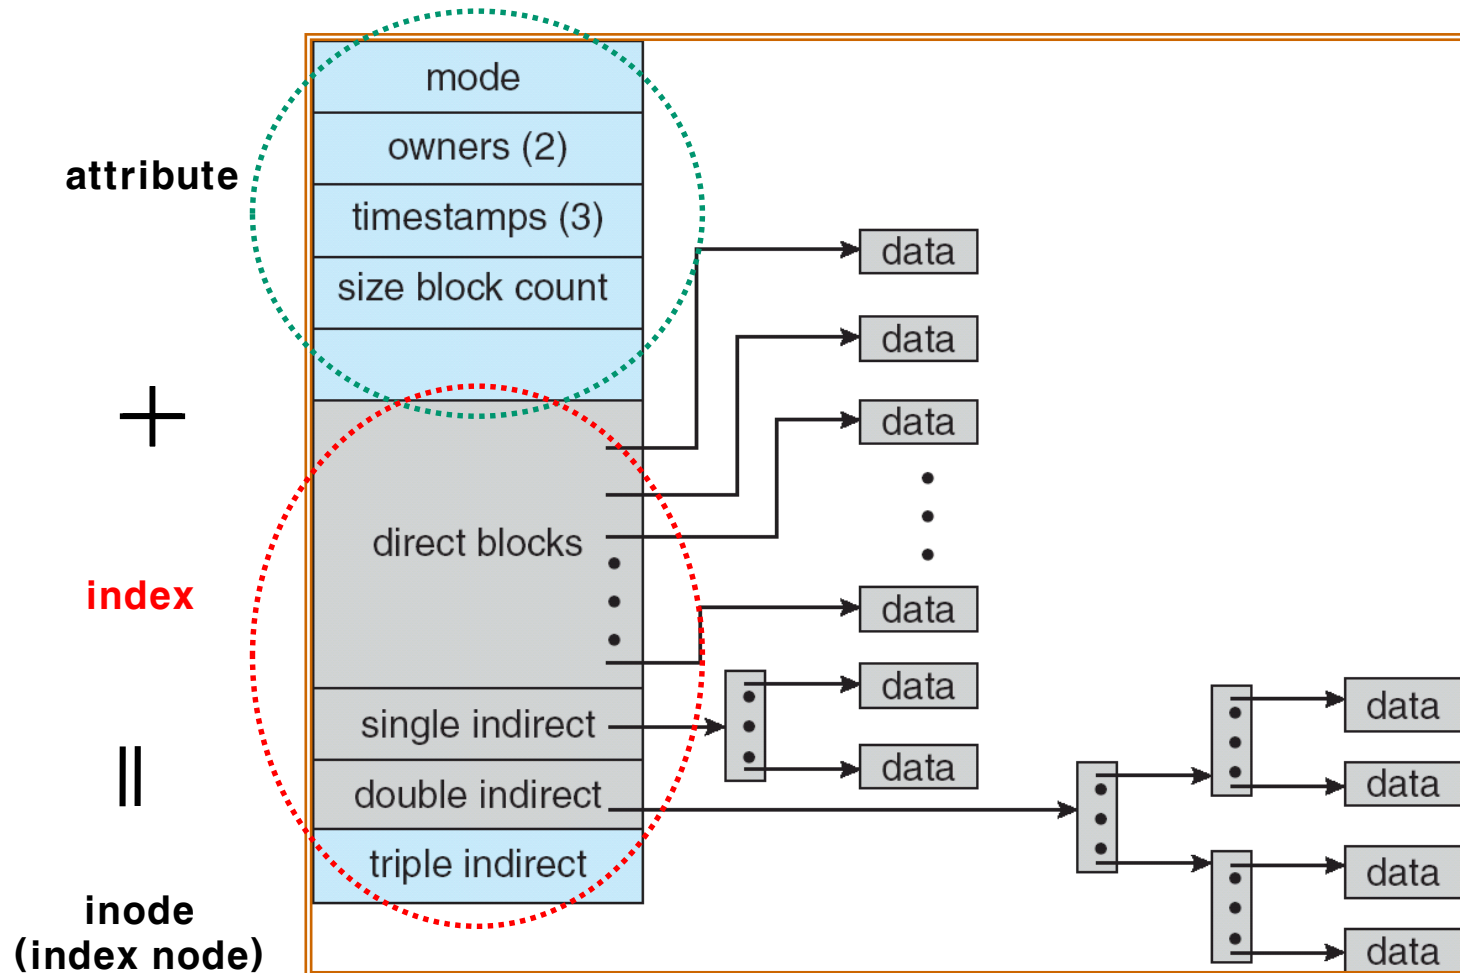 mode
owners (2)
attribute
timestamps (3)
size block count
data
data
+
data
direct blocks
index
data
data
single indirect
data
||
double indirect
triple indirect
data
data
data
data
inode
(index node)